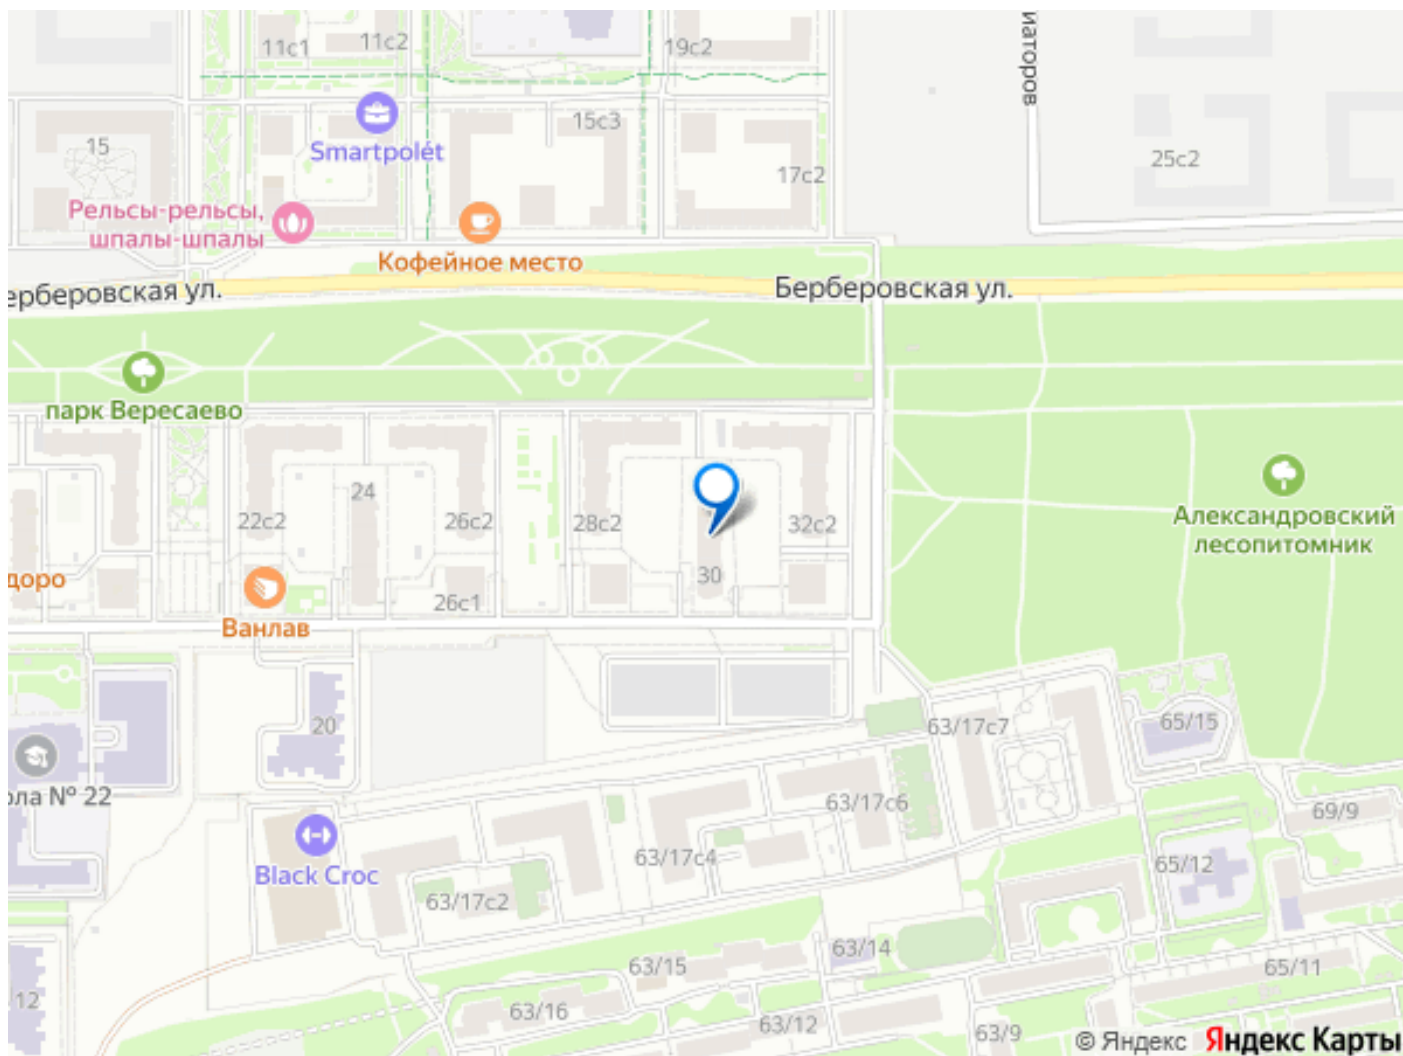 11с1
11с2
19с2
иаторов
Smartpolét
15с3
15
25с2
17с2
Рельсы-рельсы,
шпалы-шпалы
Кофейное место
ерберовская ул.
Берберовская ул.
парк Вересаево
24
22с2
26с2
28с2
32с2
Александровский
лесопитомник
доро
30
26с1
Ванлав
20
63/17с7
65/15
ола № 22
63/17с6
69/9
Black Croc
63/17с4
65/12
63/17с2
63/14
63/15
65/11
12
63/16
63/12
63/9
© Яндекс Яндекс Карты